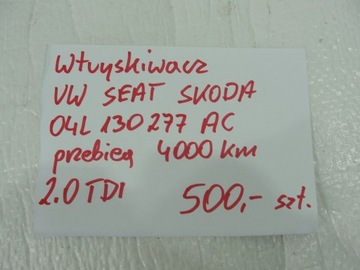 Wtryskiwacz
VW SEAT SKODA
04L 130 277 AC
przebieg 4000 km
2.0 TDI 500,- szt.